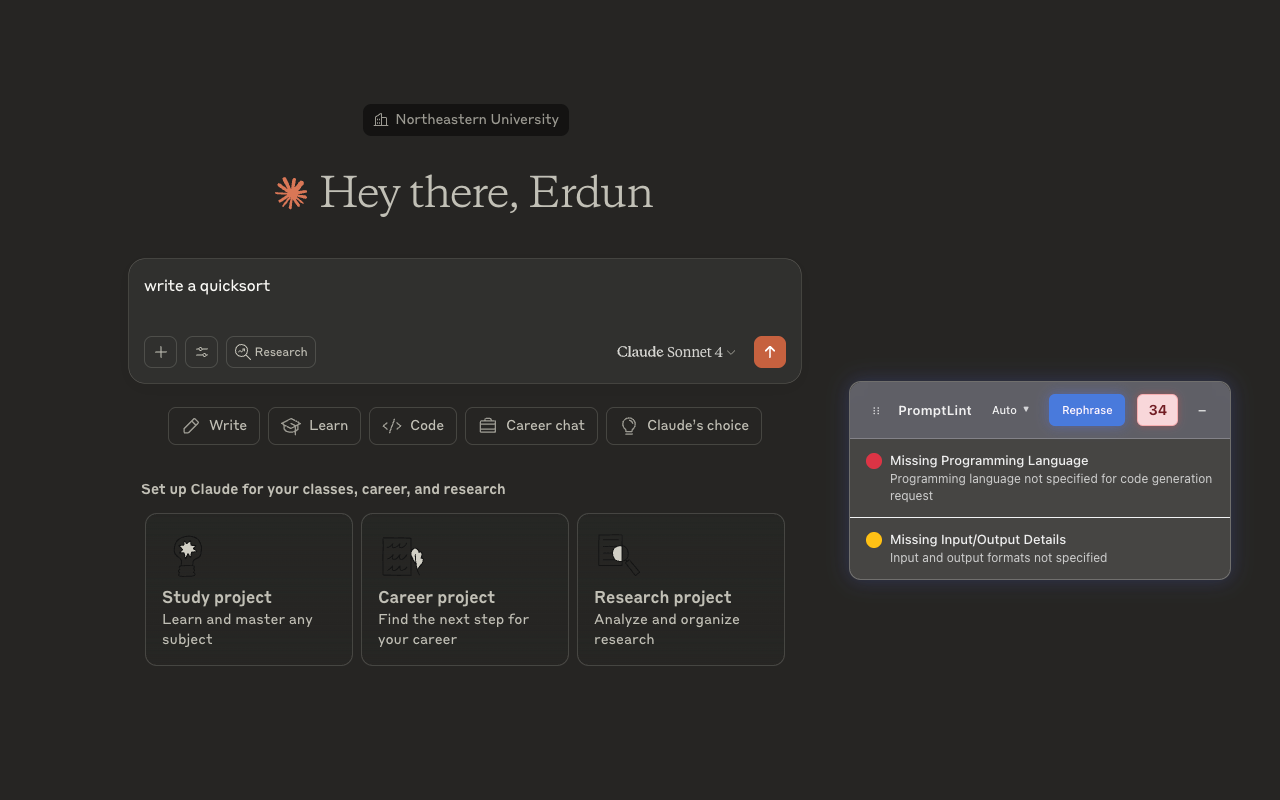 Northeastern University
Hey there, Erdun
write a quicksort
Research
Claude Sonnet 4
Write
Learn
Code
Career chat
Claude's choice
Set up Claude for your classes, career, and research
Study project
Learn and master any
subject
Career project
Find the next step for
your career
Research project
Analyze and organize
research
PromptLint
Auto
Rephrase
34
Missing Programming Language
Programming language not specified for code generation
request
Missing Input/Output Details
Input and output formats not specified